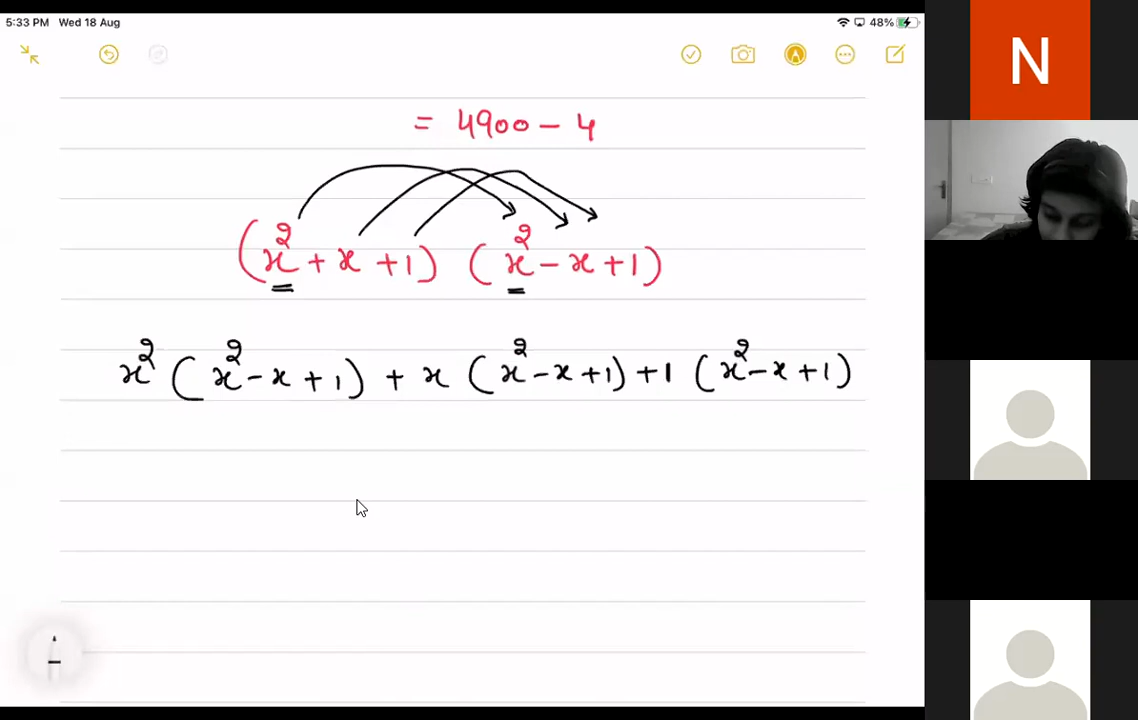 5:33 PM Wed 18 Aug 48%
N
= 4900 - 4
(x² + x + 1) (x² - x + 1)
x² (x² - x + 1) + x (x² - x + 1) + 1 (x² - x + 1)